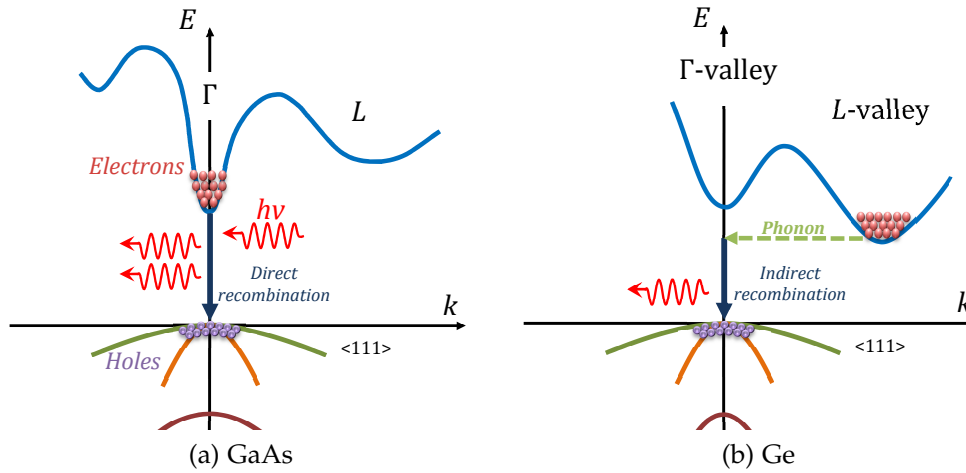 E
Γ
L
Electrons
hν
Direct
recombination
k
Holes
<111>
(a) GaAs
E
Γ-valley
L-valley
Phonon
Indirect
recombination
k
<111>
(b) Ge